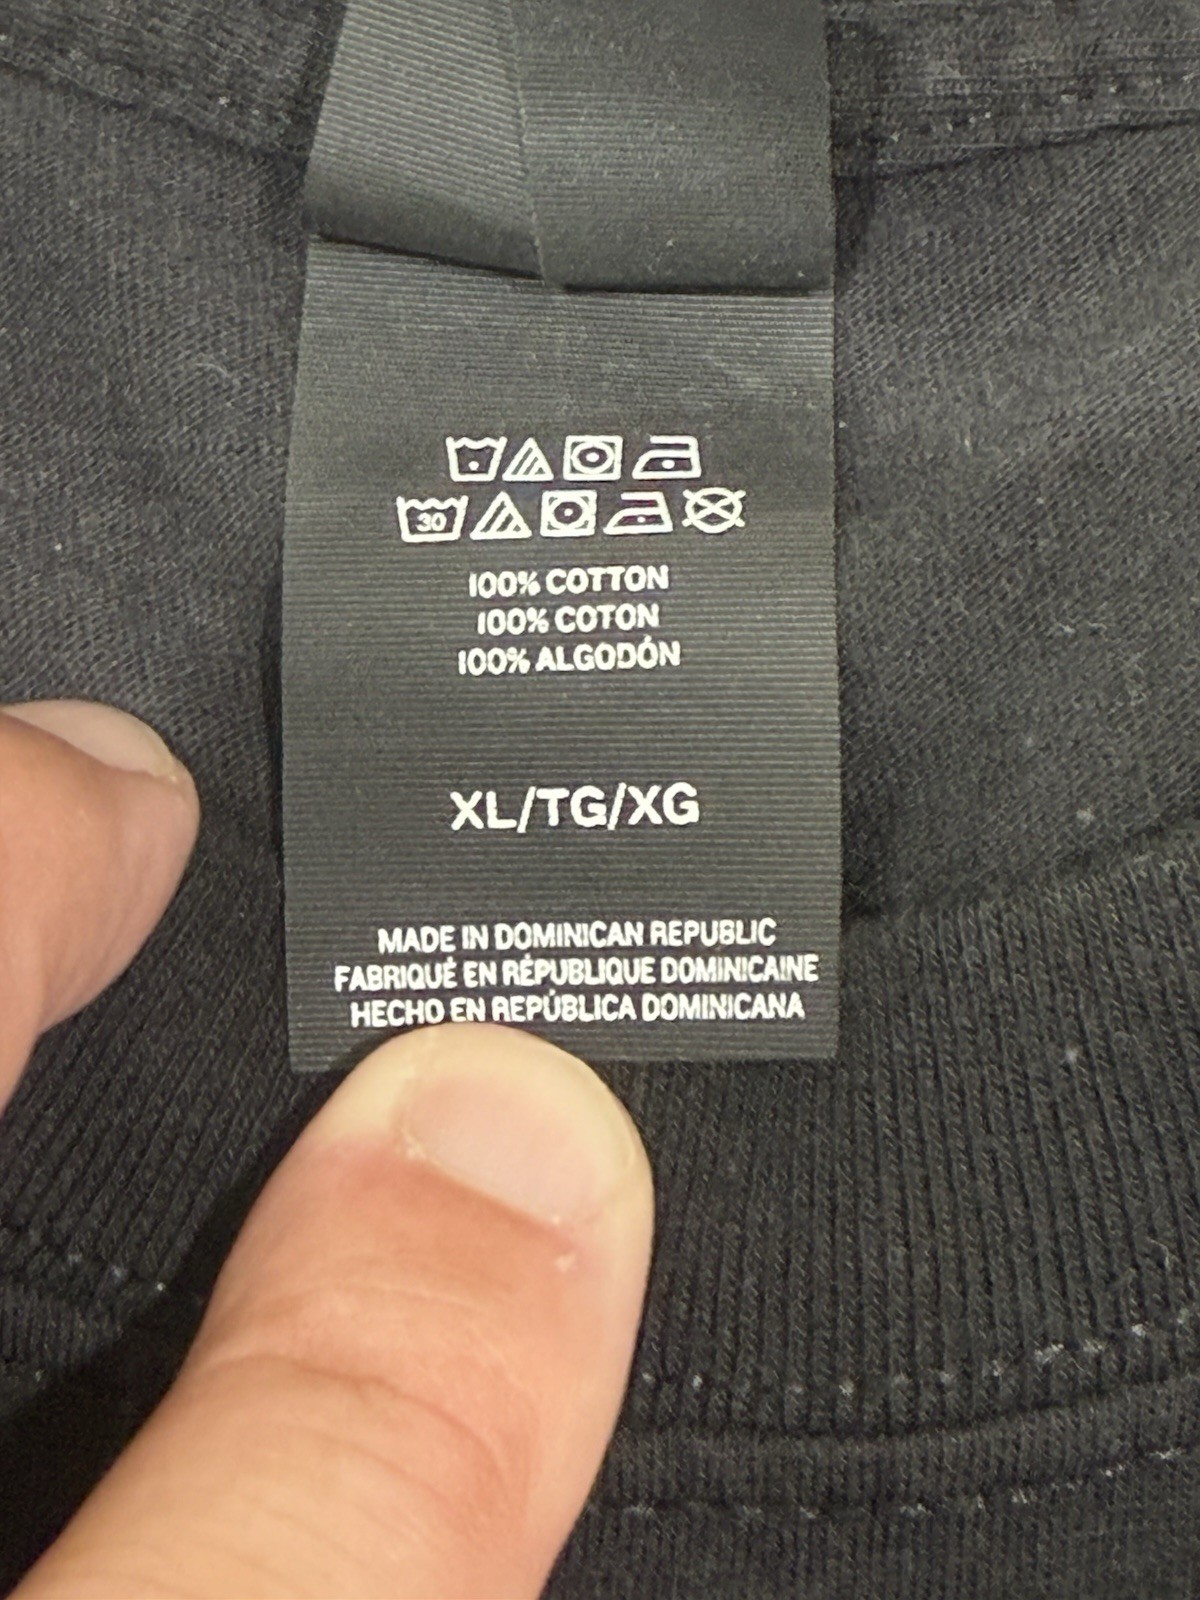 30
100% COTTON
100% COTON
100% ALGODÓN
XL/TG/XG
MADE IN DOMINICAN REPUBLIC
FABRIQUÉ EN RÉPUBLIQUE DOMINICAINE
HECHO EN REPÚBLICA DOMINICANA